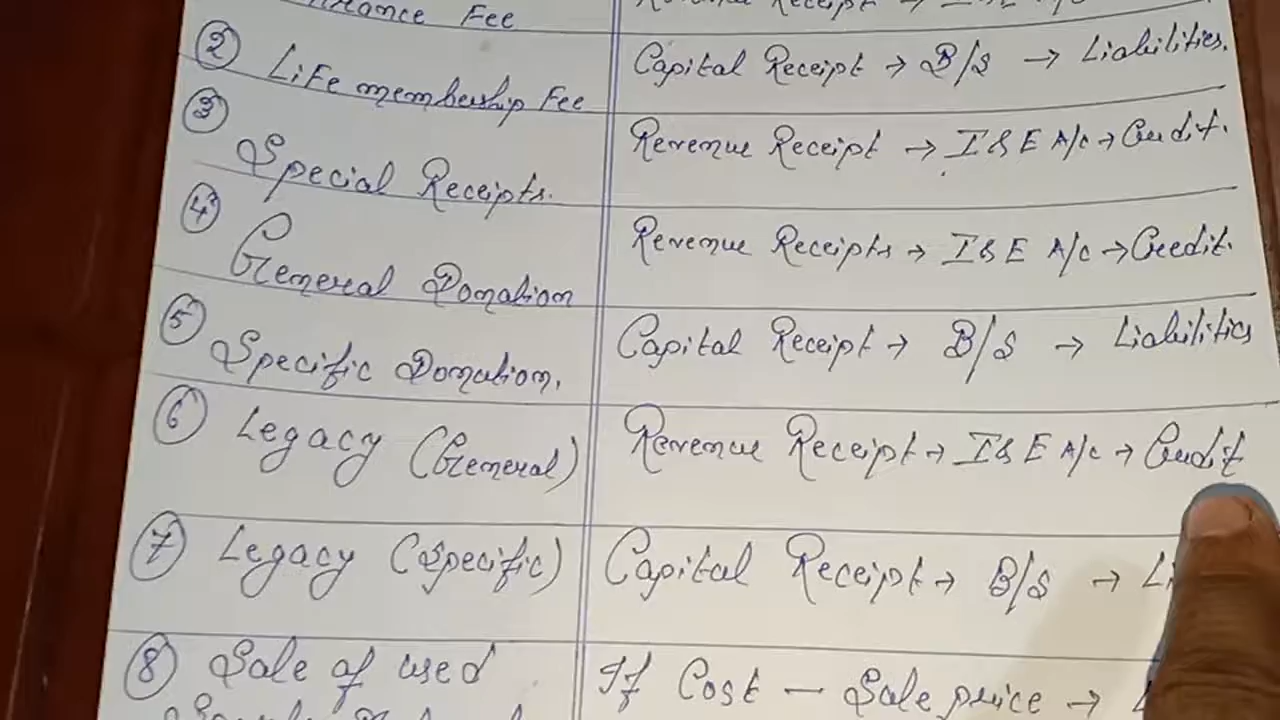 Fee
Revenue Receipt → I & E
② Life membership Fee
Capital Receipt → B/S → Liabilities.
③ Special Receipts.
Revenue Receipt → I & E A/c → Credit.
④ General Donation
Revenue Receipts → I & E A/c → Credit.
⑤ Specific Donation.
Capital Receipt → B/S → Liabilities
⑥ Legacy (General)
Revenue Receipt → I & E A/c → Credit
⑦ Legacy (Specific)
Capital Receipt → B/S →
⑧ Sale of used
If Cost — Sale price →